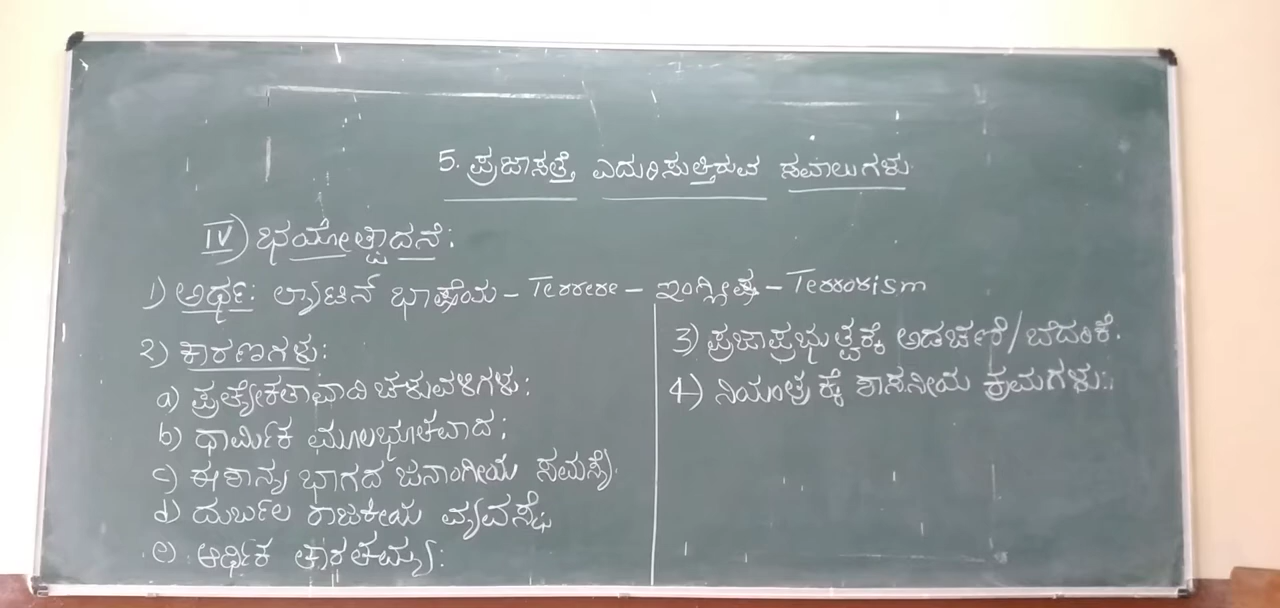 5. ಪ್ರಜಾಸತ್ತೆ ಎದುರಿಸುತ್ತಿರುವ ಸವಾಲುಗಳು
IV) ಭಯೋತ್ಪಾದನೆ:
1) ಅರ್ಥ: ಲ್ಯಾಟಿನ್ ಭಾಷೆಯ - Terrere - ಇಂಗ್ಲೀಷ - Terrorism
2) ಕಾರಣಗಳು:
a) ಪ್ರತ್ಯೇಕತಾವಾದಿ ಚಳುವಳಿಗಳು:
b) ಧಾರ್ಮಿಕ ಮೂಲಭೂತವಾದ:
c) ಈಶಾನ್ಯ ಭಾಗದ ಜನಾಂಗೀಯ ಸಮಸ್ಯೆ.
d) ದುರ್ಬಲ ರಾಜಕೀಯ ವ್ಯವಸ್ಥೆ
e) ಆರ್ಥಿಕ ತಾರತಮ್ಯ:
3) ಪ್ರಜಾಪ್ರಭುತ್ವಕ್ಕೆ ಅಡಚಣೆ/ಬೆದರಿಕೆ.
4) ನಿಯಂತ್ರಕ್ಕೆ ಶಾಸನೀಯ ಕ್ರಮಗಳು: